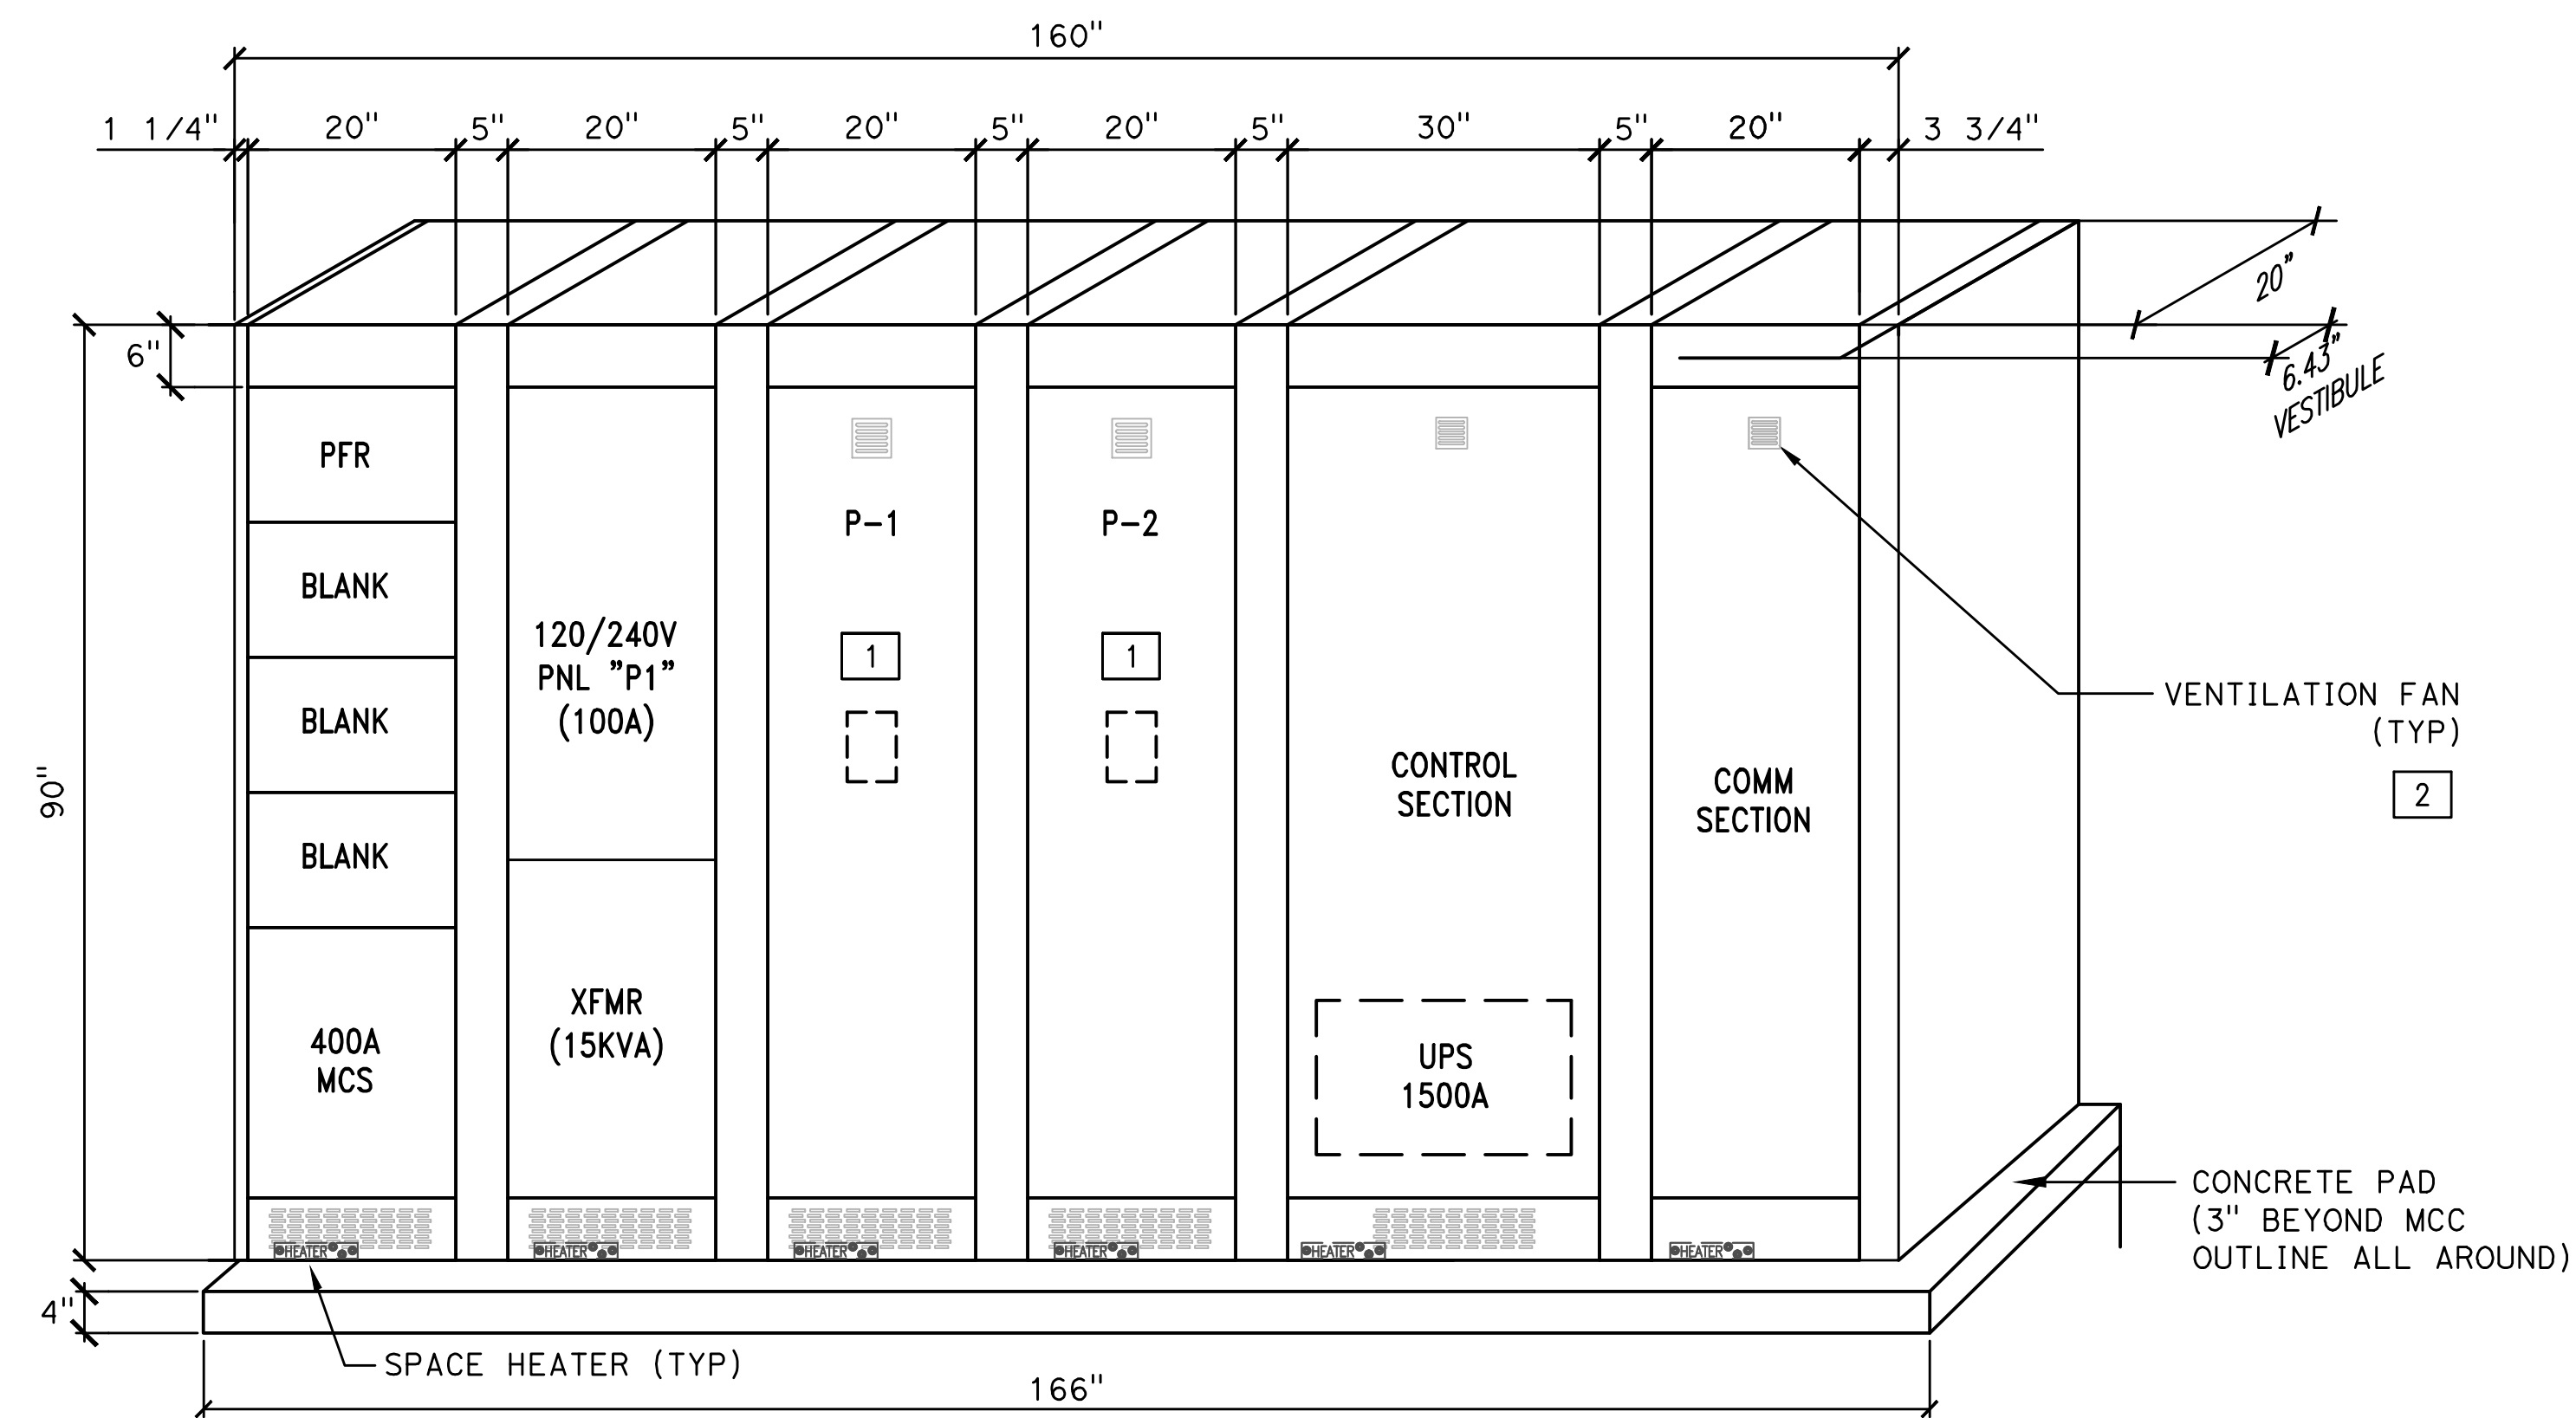 160"
1 1/4"
20"
5"
20"
5"
20"
5"
20"
5"
30"
5"
20"
3 3/4"
20"
6.43"
VESTIBULE
6"
90"
4"
PFR
BLANK
BLANK
BLANK
400A
MCS
120/240V
PNL "P1"
(100A)
XFMR
(15KVA)
P-1
1
P-2
1
CONTROL
SECTION
UPS
1500A
COMM
SECTION
VENTILATION FAN
(TYP)
2
HEATER
HEATER
HEATER
HEATER
HEATER
HEATER
CONCRETE PAD
(3" BEYOND MCC
OUTLINE ALL AROUND)
SPACE HEATER (TYP)
166"